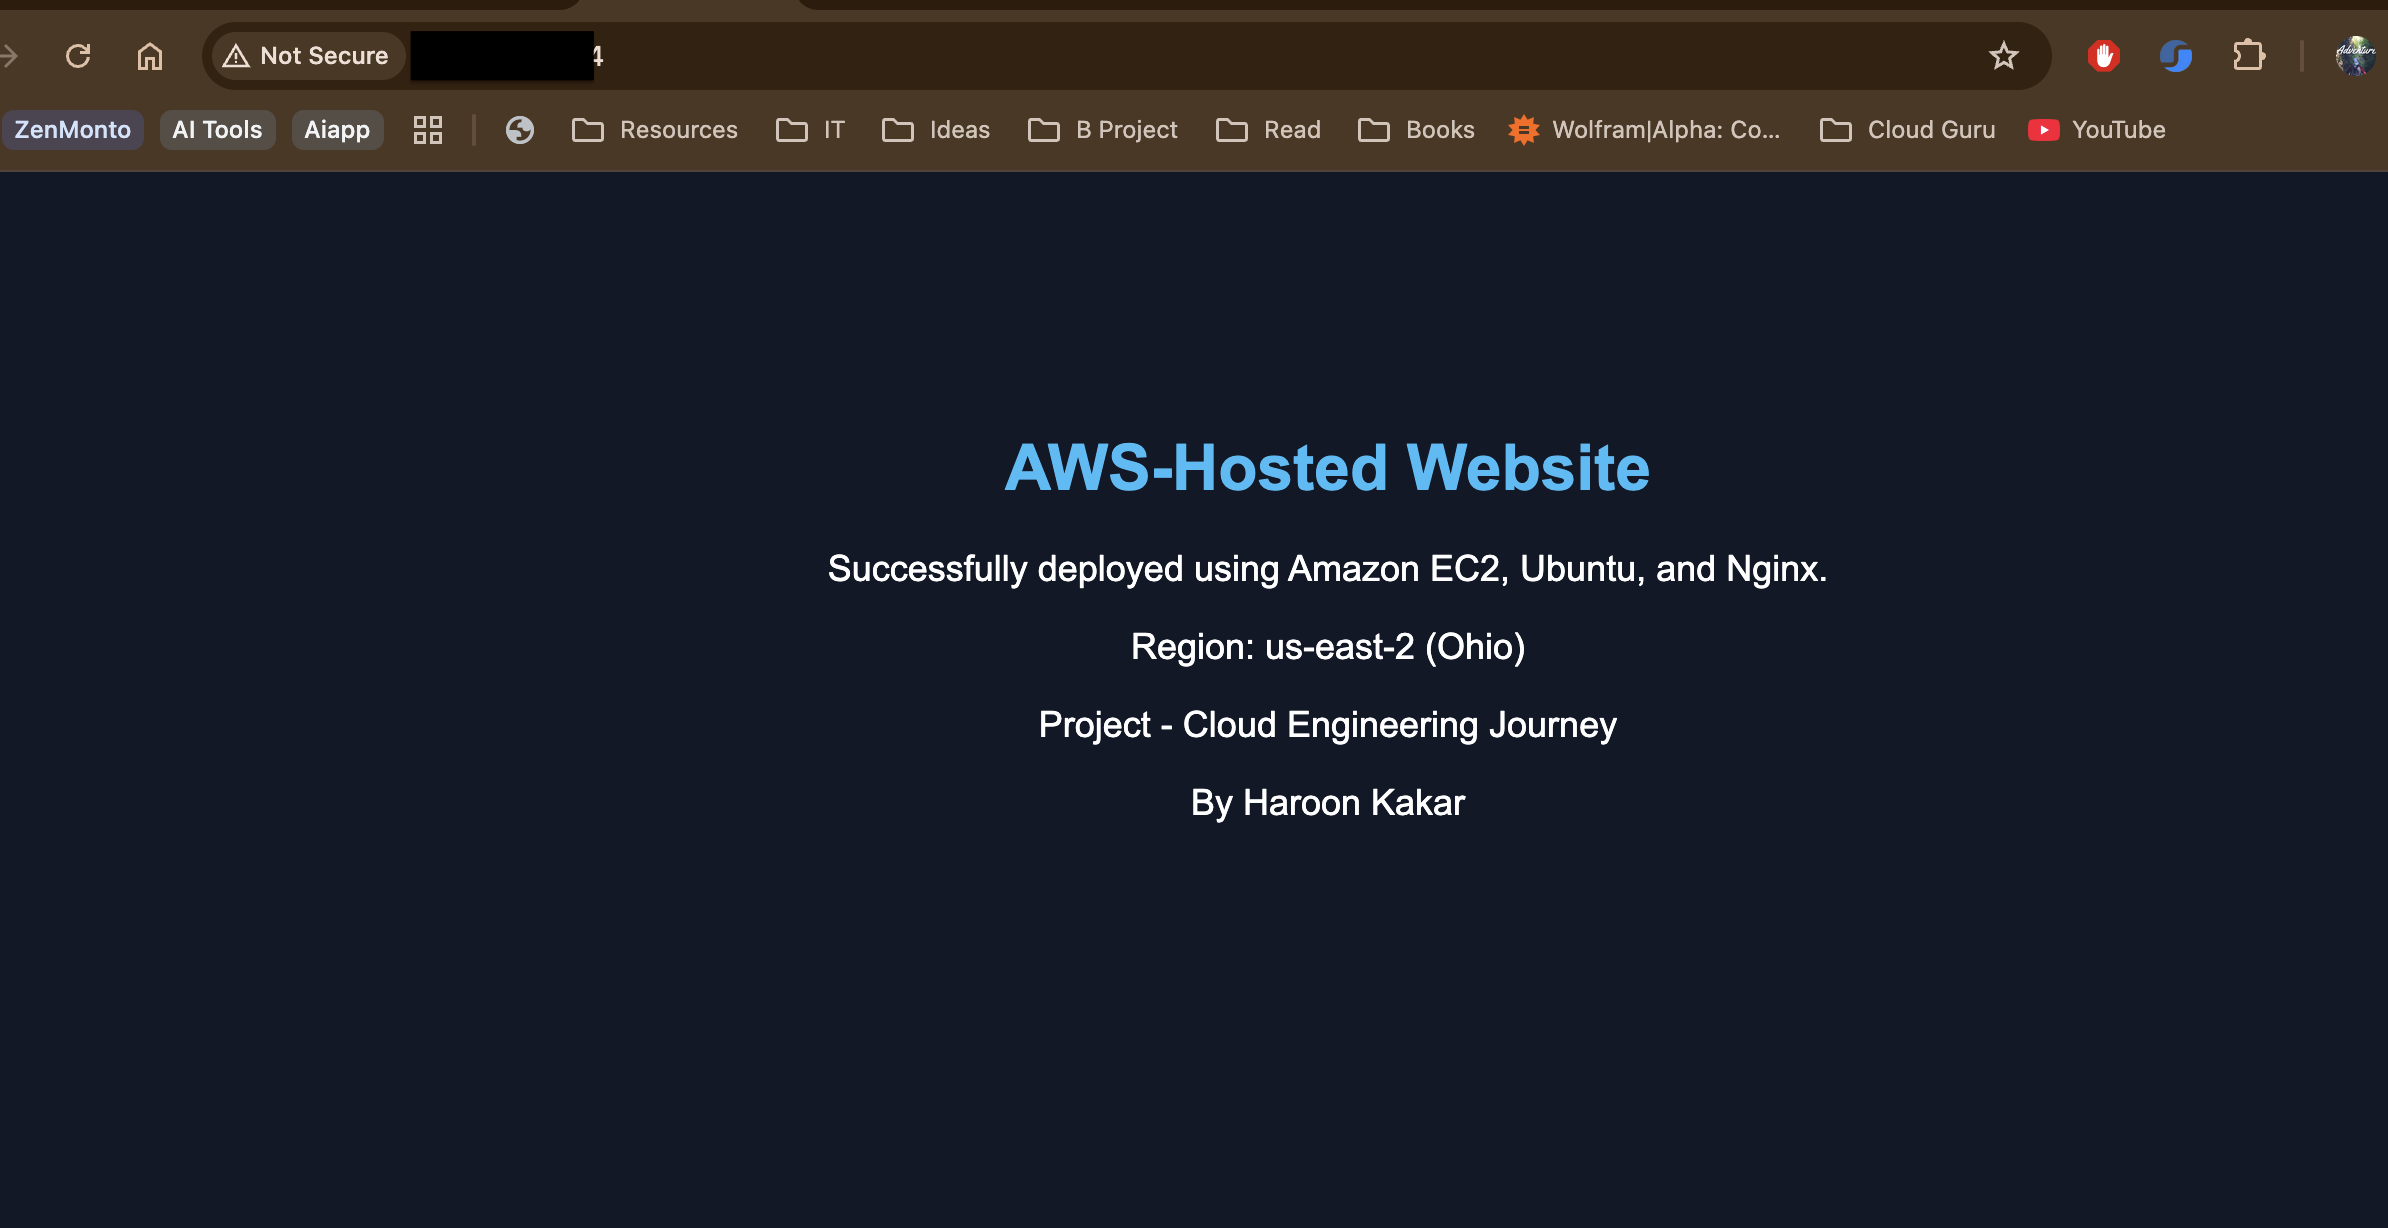 Not Secure 4
ZenMonto AI Tools Aiapp Resources IT Ideas B Project Read Books Wolfram|Alpha: Co... Cloud Guru YouTube
AWS-Hosted Website
Successfully deployed using Amazon EC2, Ubuntu, and Nginx.
Region: us-east-2 (Ohio)
Project - Cloud Engineering Journey
By Haroon Kakar